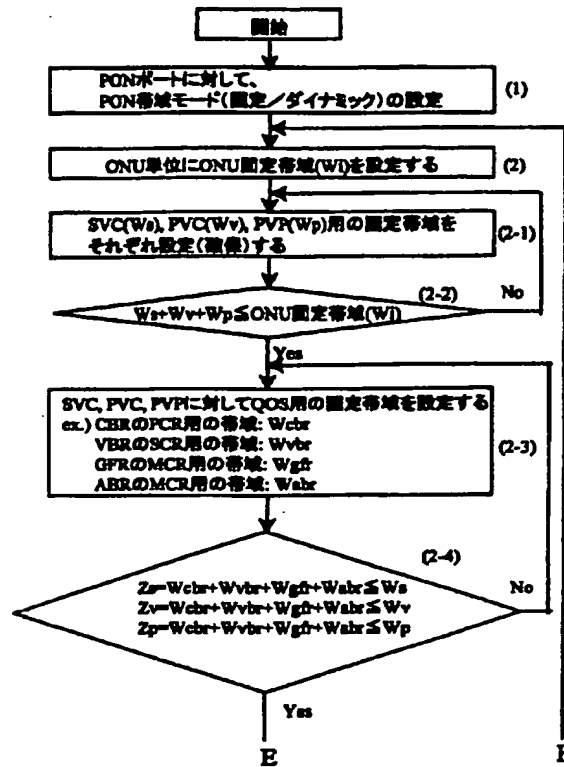 開始
PONポートに対して、
PON帯域モード(固定/ダイナミック)の設定
(1)
ONU単位にONU固定帯域(Wi)を設定する
(2)
SVC(Ws), PVC(Wv), PVP(Wp)用の固定帯域を
それぞれ設定(確保)する
(2-1)
(2-2)
No
Ws+Wv+Wp≦ONU固定帯域(Wi)
Yes
SVC, PVC, PVPに対してQOS用の固定帯域を設定する
ex.) CBRのPCR用の帯域: Wcbr
VBRのSCR用の帯域: Wvbr
GFRのMCR用の帯域: Wgfr
ABRのMCR用の帯域: Wabr
(2-3)
(2-4)
No
Zs=Wcbr+Wvbr+Wgfr+Wabr≦Ws
Zv=Wcbr+Wvbr+Wgfr+Wabr≦Wv
Zp=Wcbr+Wvbr+Wgfr+Wabr≦Wp
Yes
E